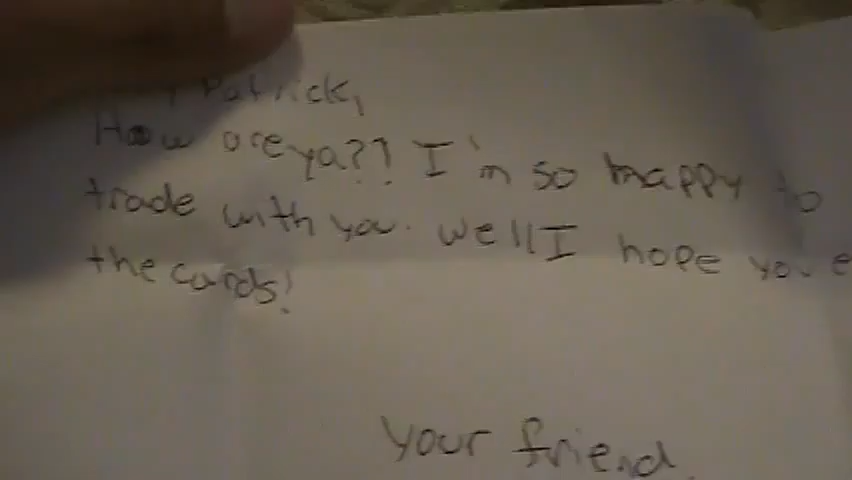 Patrick,
How are ya?! I'm so happy to
trade with you. Well I hope you
the cards!
Your friend